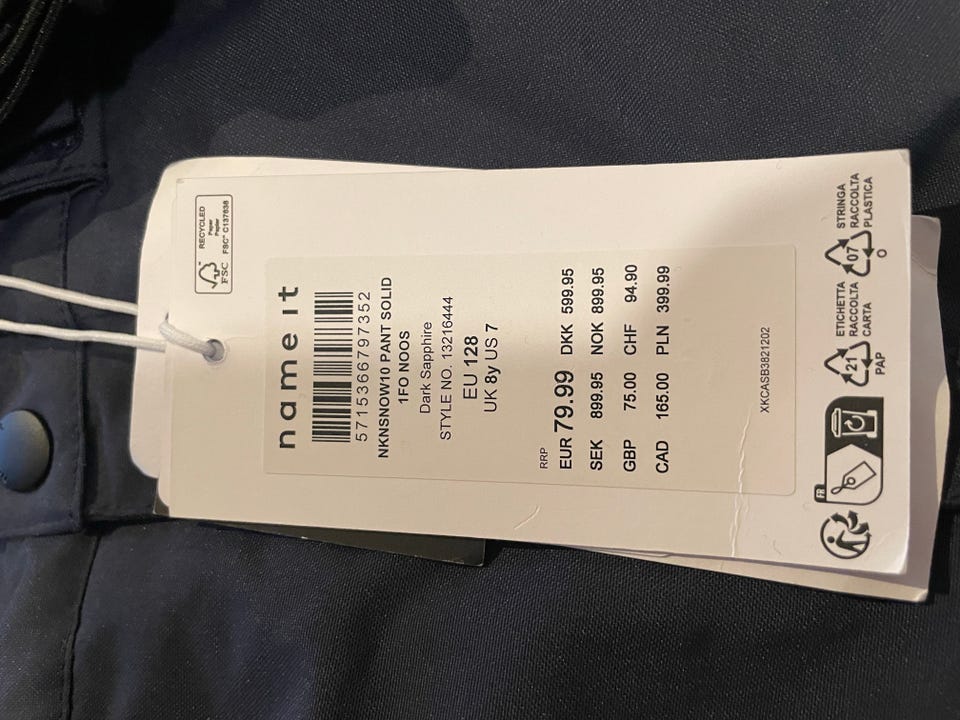 FSC
RECYCLED
Paper
Papier
FSC™ C137838
name it
5715366797352
NKNSNOW10 PANT SOLID
1FO NOOS
Dark Sapphire
STYLE NO. 13216444
EU 128
UK 8y US 7
RRP
EUR 79.99 DKK 599.95
SEK 899.95 NOK 899.95
GBP 75.00 CHF 94.90
CAD 165.00 PLN 399.99
XKCASB3821202
FR
21
PAP
ETICHETTA
RACCOLTA
CARTA
07
O
STRINGA
RACCOLTA
PLASTICA